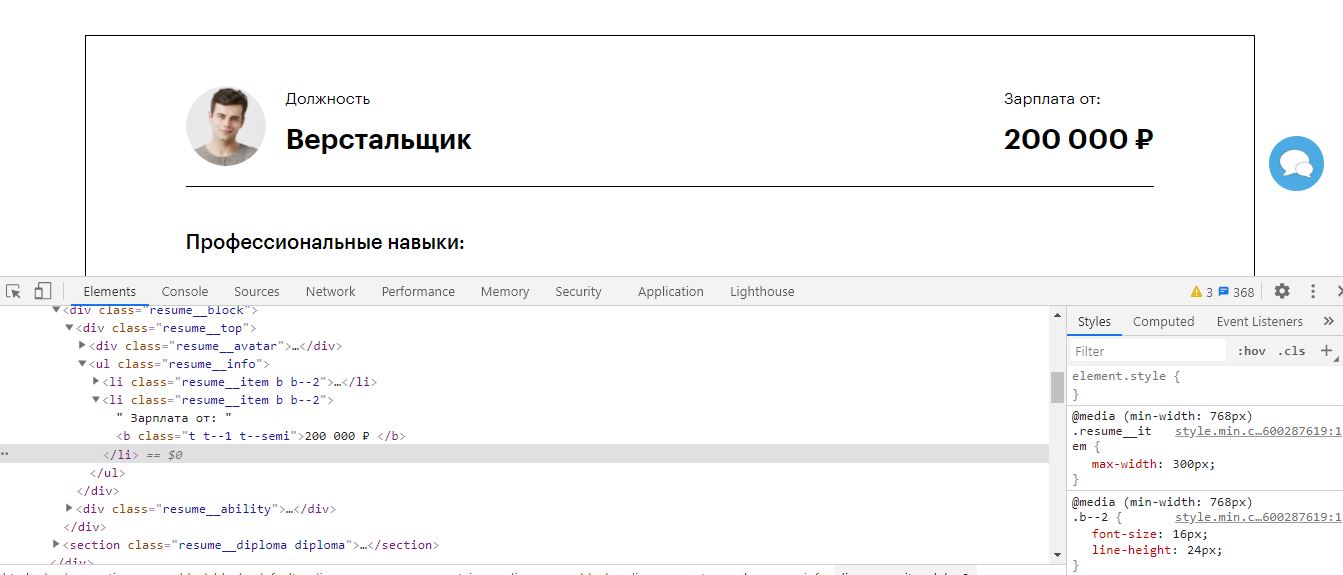 Должность
Зарплата от:
Верстальщик
200 000 ₽
Профессиональные навыки:
Elements Console Sources Network Performance Memory Security Application Lighthouse
3 368
<div class="resume__block">
<div class="resume__top">
<div class="resume__avatar">…</div>
<ul class="resume__info">
<li class="resume__item b b--2">…</li>
<li class="resume__item b b--2">
" Зарплата от: "
<b class="t t--1 t--semi">200 000 ₽ </b>
</li> == $0
</ul>
</div>
<div class="resume__ability">…</div>
</div>
<section class="resume__diploma diploma">…</section>
</div>
Styles Computed Event Listeners »
Filter :hov .cls +
element.style {
}
@media (min-width: 768px)
.resume__it style.min.c…600287619:1
em {
max-width: 300px;
}
@media (min-width: 768px)
.b--2 { style.min.c…600287619:1
font-size: 16px;
line-height: 24px;
}